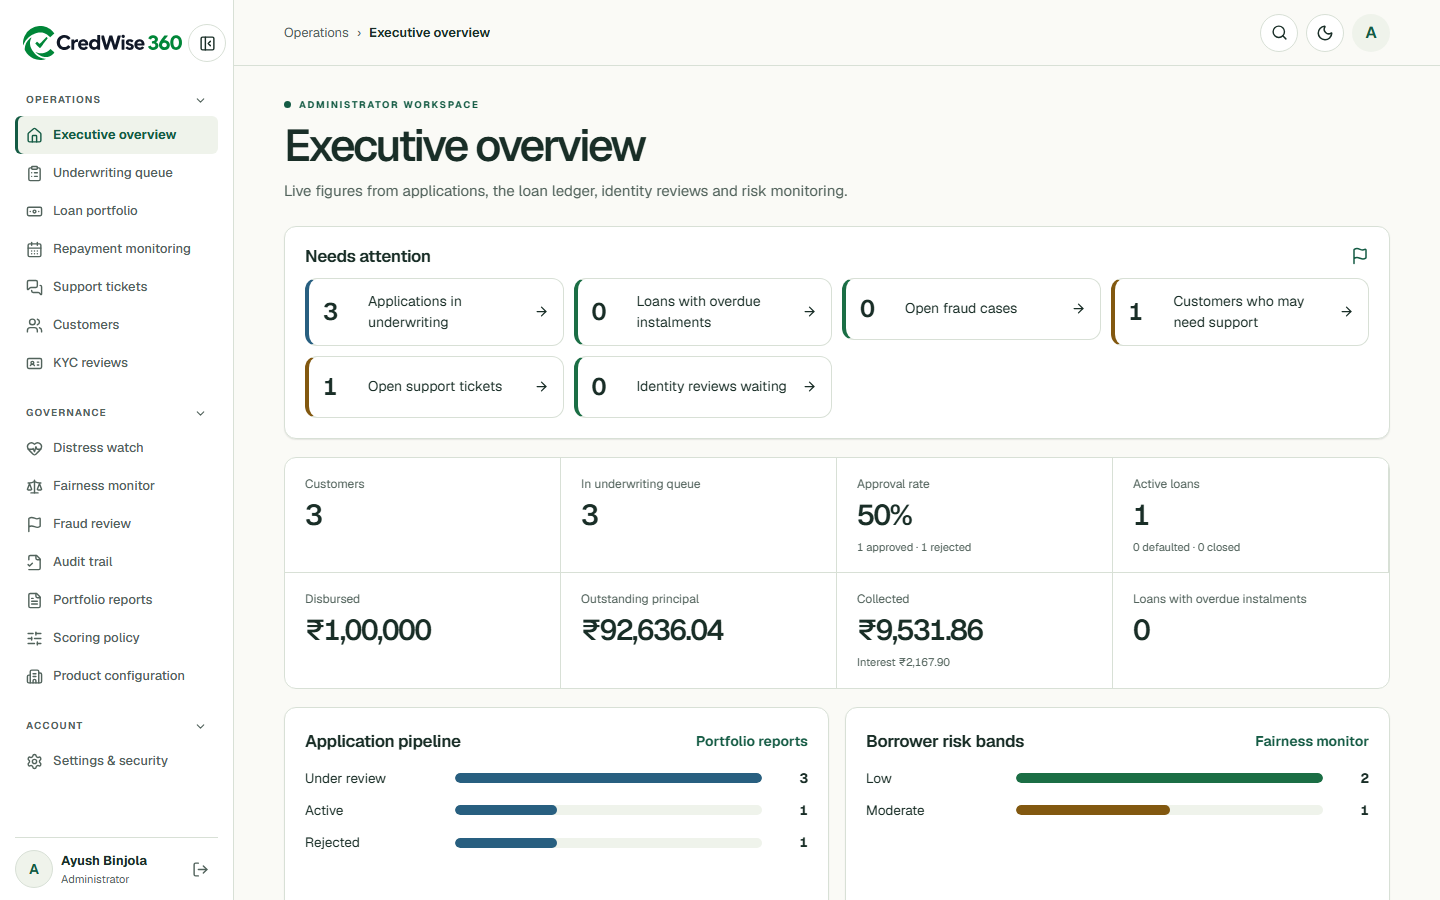 CredWise 360
Operations › Executive overview
A
OPERATIONS
Executive overview
Underwriting queue
Loan portfolio
Repayment monitoring
Support tickets
Customers
KYC reviews
GOVERNANCE
Distress watch
Fairness monitor
Fraud review
Audit trail
Portfolio reports
Scoring policy
Product configuration
ACCOUNT
Settings & security
A
Ayush Binjola
Administrator
ADMINISTRATOR WORKSPACE
Executive overview
Live figures from applications, the loan ledger, identity reviews and risk monitoring.
Needs attention
3 Applications in
underwriting
0 Loans with overdue
instalments
0 Open fraud cases
1 Customers who may
need support
1 Open support tickets
0 Identity reviews waiting
Customers
3
In underwriting queue
3
Approval rate
50%
1 approved · 1 rejected
Active loans
1
0 defaulted · 0 closed
Disbursed
₹1,00,000
Outstanding principal
₹92,636.04
Collected
₹9,531.86
Interest ₹2,167.90
Loans with overdue instalments
0
Application pipeline
Portfolio reports
Under review 3
Active 1
Rejected 1
Borrower risk bands
Fairness monitor
Low 2
Moderate 1